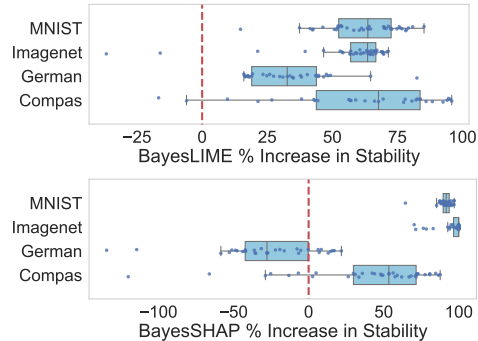 MNIST
Imagenet
German
Compas
−25 0 25 50 75 100
BayesLIME % Increase in Stability
MNIST
Imagenet
German
Compas
−100 −50 0 50 100
BayesSHAP % Increase in Stability